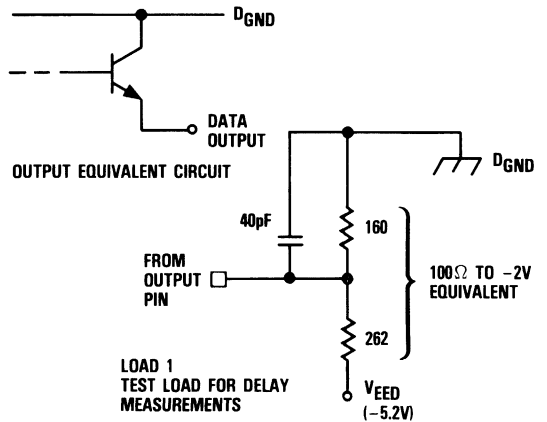 DGND
DATA
OUTPUT
OUTPUT EQUIVALENT CIRCUIT
DGND
40pF
160
FROM
OUTPUT
PIN
100Ω TO -2V
EQUIVALENT
262
LOAD 1
TEST LOAD FOR DELAY
MEASUREMENTS
VEED
(-5.2V)